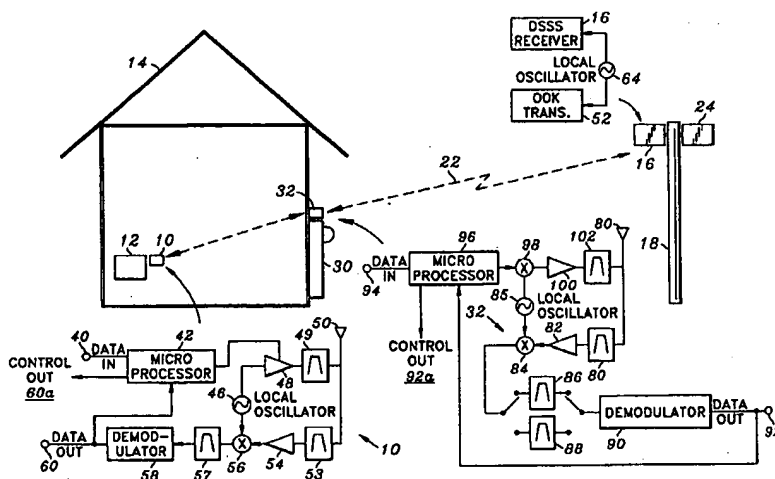 14
DSSS
RECEIVER
16
LOCAL
OSCILLATOR
64
OOK
TRANS.
52
24
16
22
32
12
10
30
18
80
96
98
102
DATA
IN
94
MICRO
PROCESSOR
X
100
85
LOCAL
OSCILLATOR
32
CONTROL
OUT
92a
82
X
84
80
86
88
DEMODULATOR
90
DATA
OUT
40
DATA
IN
42
MICRO
PROCESSOR
CONTROL
OUT
60a
49
50
48
46
LOCAL
OSCILLATOR
DATA
OUT
60
DEMOD-
ULATOR
58
57
X
56
54
53
10